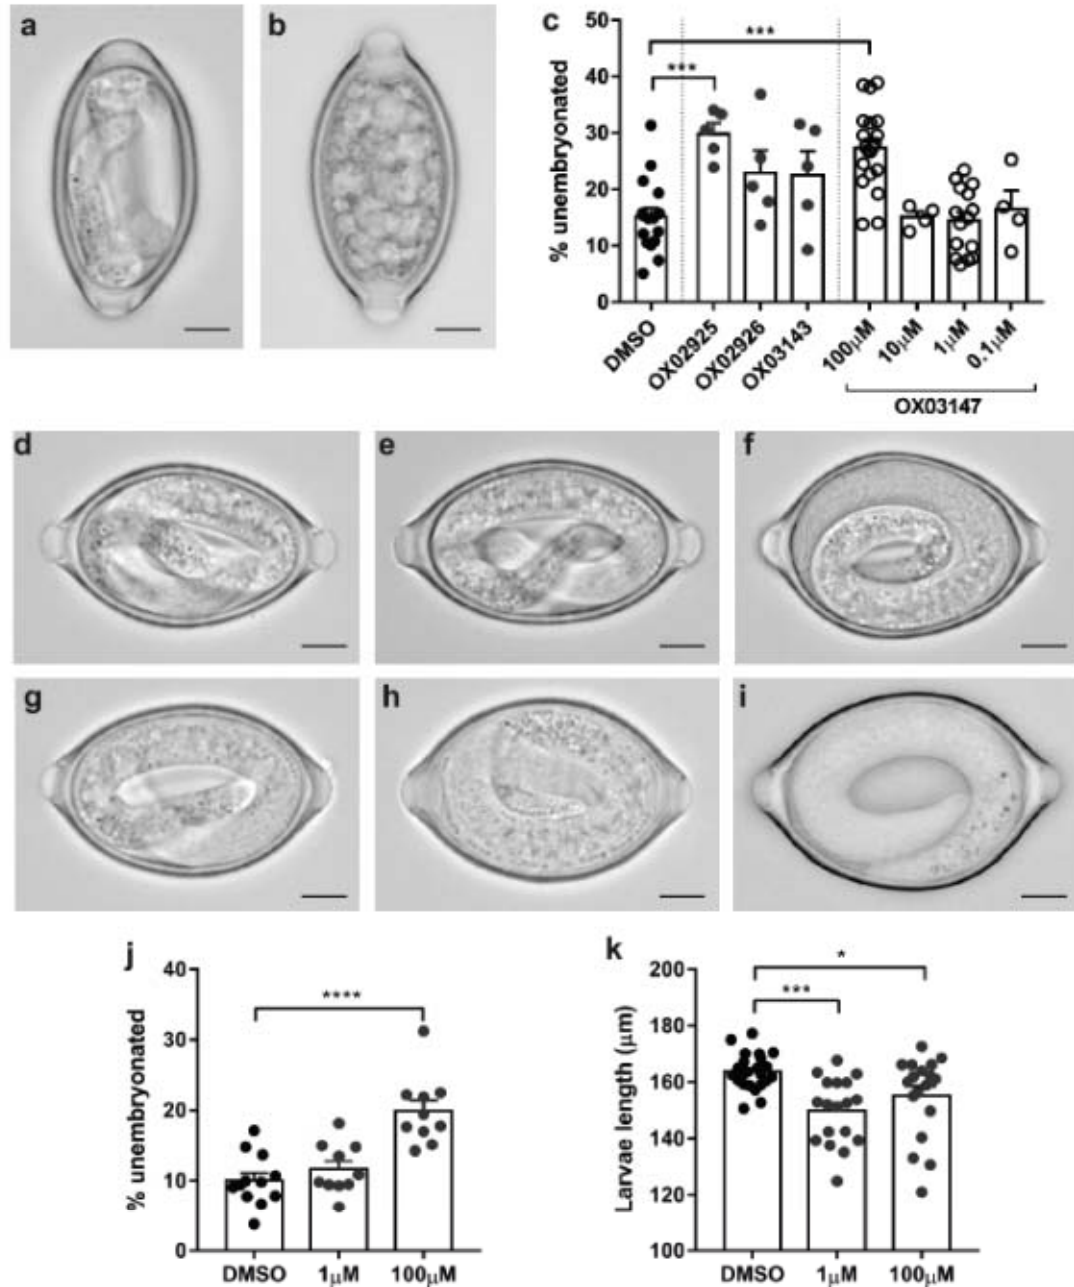 a
b
c
50
40
30
20
10
0
% unembryonated
***
***
DMSO
OX02925
OX02926
OX03143
100μM
10μM
1μM
0.1μM
OX03147
d
e
f
g
h
i
j
40
30
20
10
0
% unembryonated
****
DMSO
1μM
100μM
k
200
180
160
140
120
100
Larvae length (μm)
*
***
DMSO
1μM
100μM